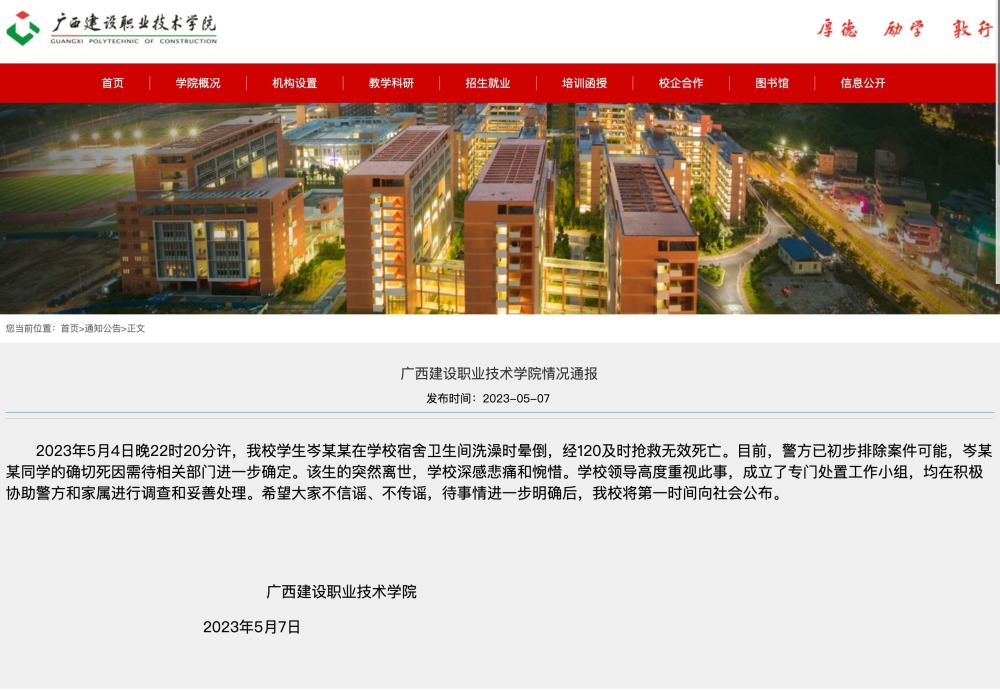 广西建设职业技术学院
GUANGXI POLYTECHNIC OF CONSTRUCTION
厚德 励学 敦行
首页 学院概况 机构设置 教学科研 招生就业 培训函授 校企合作 图书馆 信息公开
您当前位置：首页>通知公告>正文
广西建设职业技术学院情况通报
发布时间：2023-05-07
2023年5月4日晚22时20分许，我校学生岑某某在学校宿舍卫生间洗澡时晕倒，经120及时抢救无效死亡。目前，警方已初步排除案件可能，岑某
某同学的确切死因需待相关部门进一步确定。该生的突然离世，学校深感悲痛和惋惜。学校领导高度重视此事，成立了专门处置工作小组，均在积极
协助警方和家属进行调查和妥善处理。希望大家不信谣、不传谣，待事情进一步明确后，我校将第一时间向社会公布。
广西建设职业技术学院
2023年5月7日